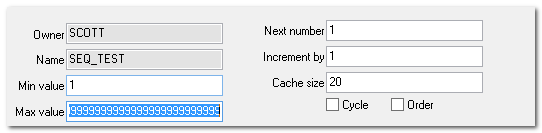 Owner SCOTT
Name SEQ_TEST
Min value 1
Max value 9999999999999999999999999
Next number 1
Increment by 1
Cache size 20
Cycle Order